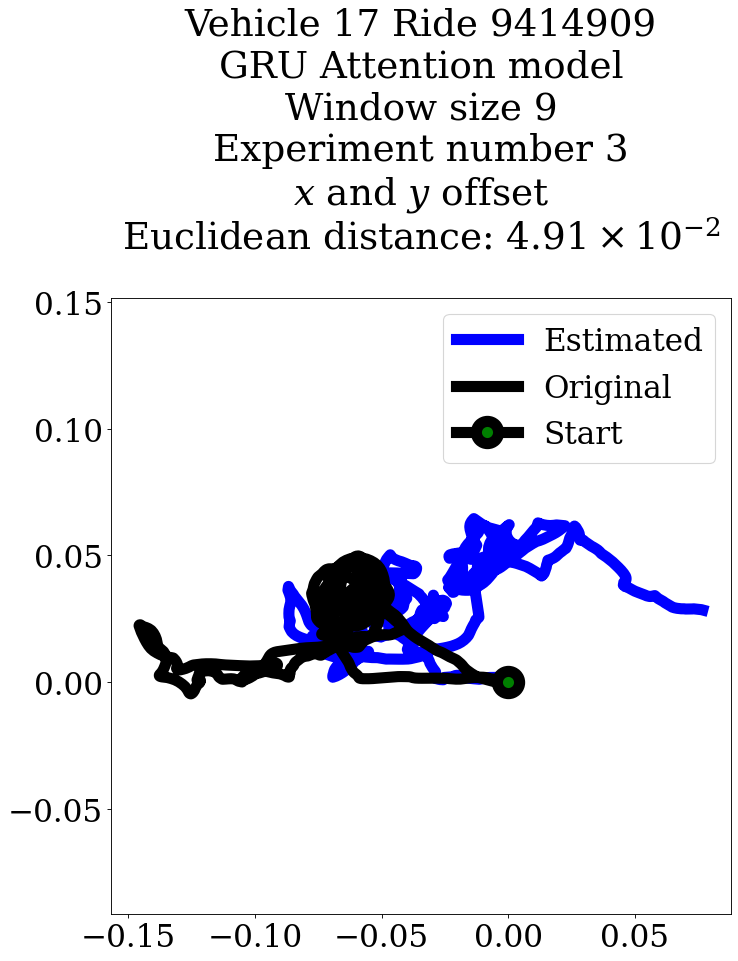 Vehicle 17 Ride 9414909
GRU Attention model
Window size 9
Experiment number 3
x and y offset
Euclidean distance: 4.91 × 10⁻²
0.15
Estimated
Original
Start
0.10
0.05
0.00
−0.05
−0.15 −0.10 −0.05 0.00 0.05